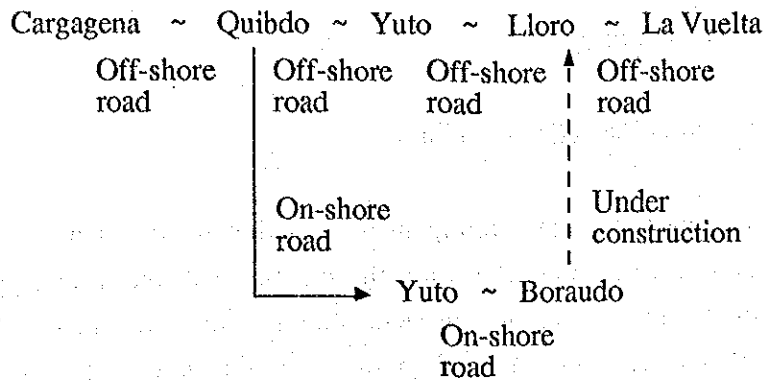 Cargagena ~ Quibdo ~ Yuto ~ Lloro ~ La Vuelta
Off-shore road
Off-shore road
Off-shore road
Off-shore road
On-shore road
Under construction
Yuto ~ Boraudo
On-shore road